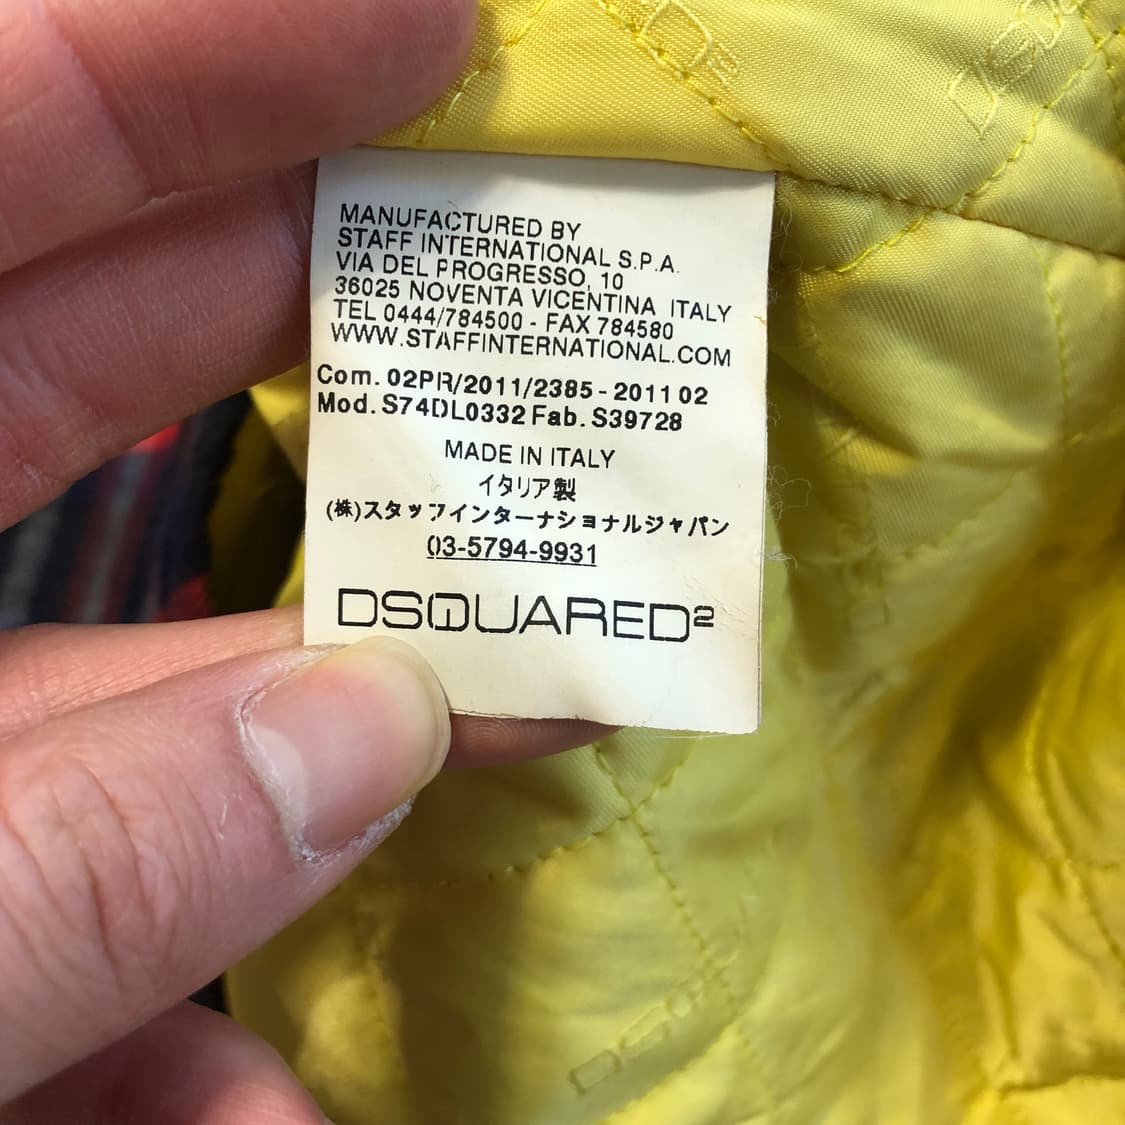 MANUFACTURED BY
STAFF INTERNATIONAL S.P.A.
VIA DEL PROGRESSO, 10
36025 NOVENTA VICENTINA ITALY
TEL 0444/784500 - FAX 784580
WWW.STAFFINTERNATIONAL.COM
Com. 02PR/2011/2385 - 2011 02
Mod. S74DL0332 Fab. S39728
MADE IN ITALY
イタリア製
(株)スタッフインターナショナルジャパン
03-5794-9931
DSQUARED²